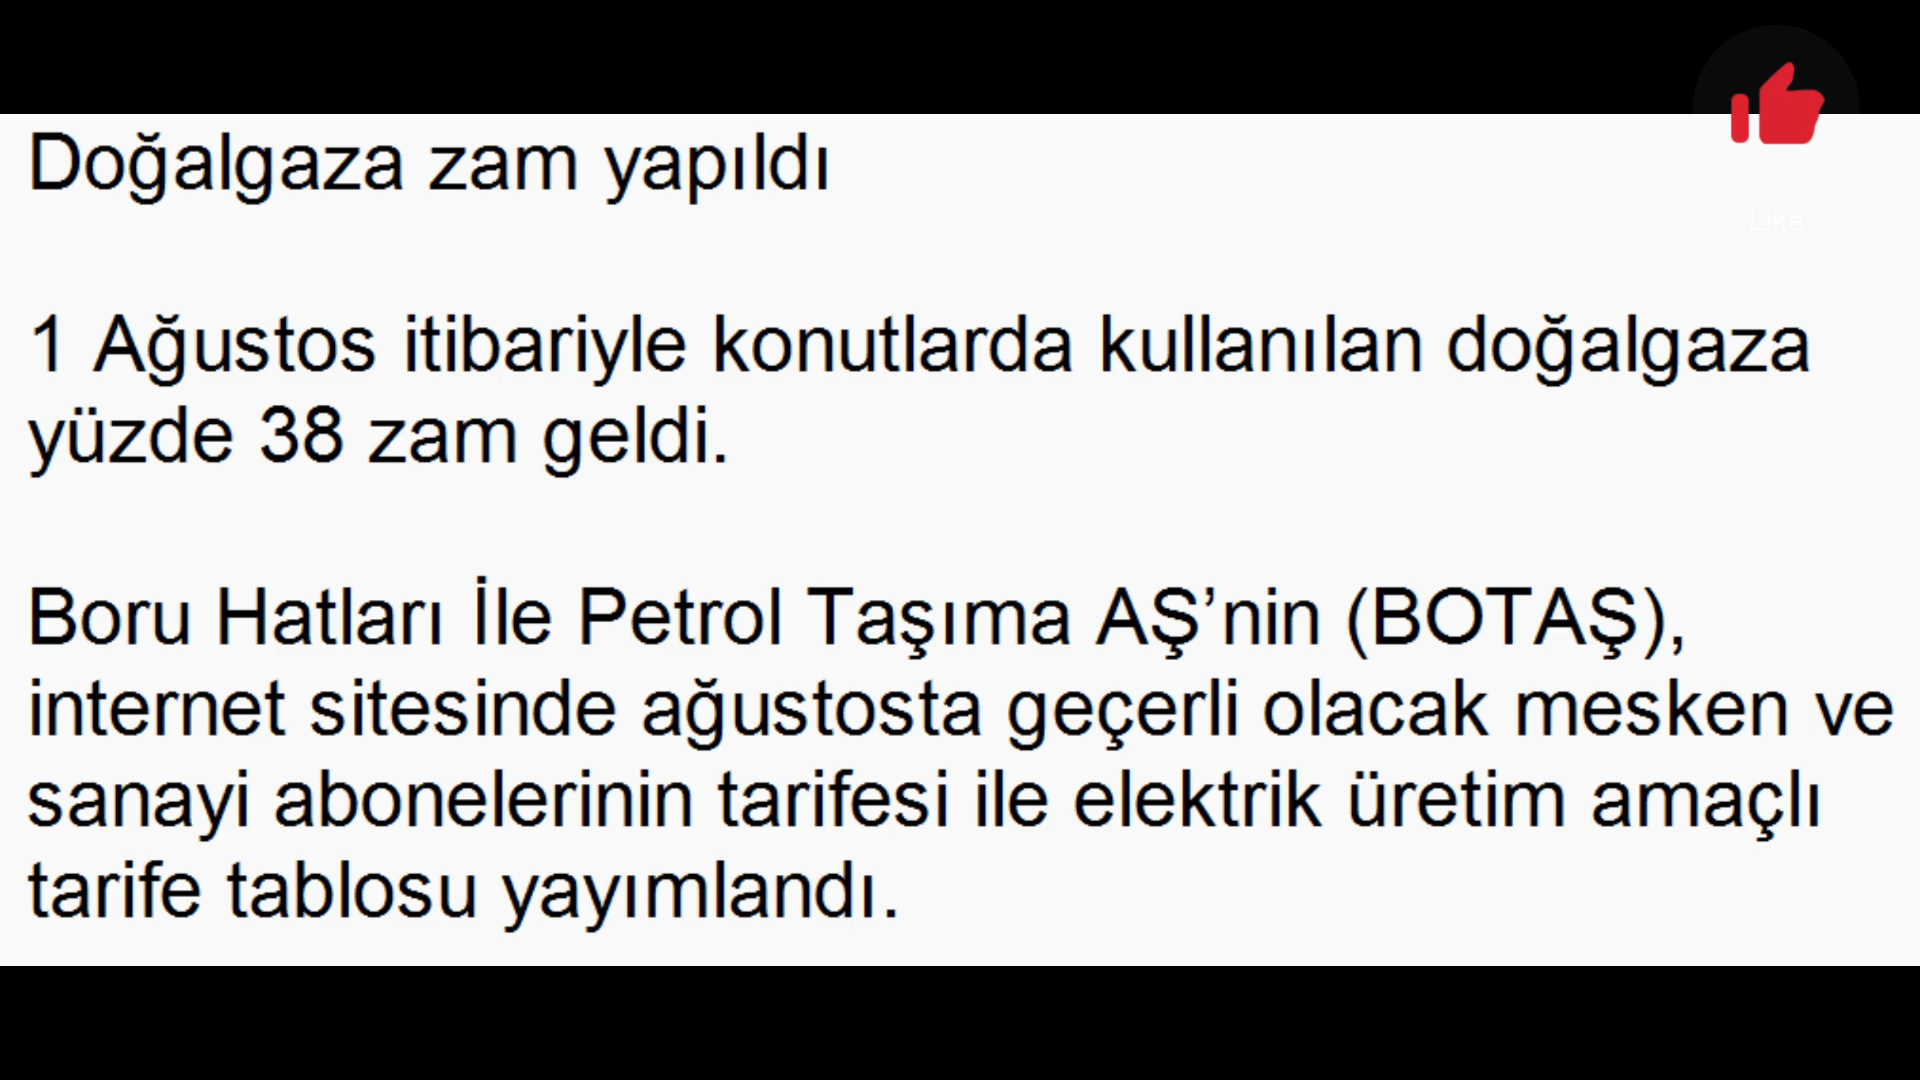 Doğalgaza zam yapıldı
Like
1 Ağustos itibariyle konutlarda kullanılan doğalgaza
yüzde 38 zam geldi.
Boru Hatları İle Petrol Taşıma AŞ’nin (BOTAŞ),
internet sitesinde ağustosta geçerli olacak mesken ve
sanayi abonelerinin tarifesi ile elektrik üretim amaçlı
tarife tablosu yayımlandı.